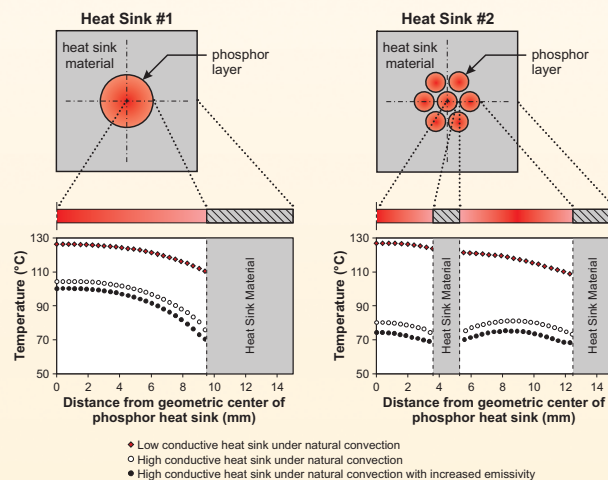 Heat Sink #1
heat sink
material
phosphor
layer
130
110
90
70
50
Temperature (°C)
Heat Sink Material
0
2
4
6
8
10
12
14
Distance from geometric center of
phosphor heat sink (mm)
Heat Sink #2
heat sink
material
phosphor
layer
130
110
90
70
50
Temperature (°C)
Heat Sink Material
Heat Sink Material
0
2
4
6
8
10
12
14
Distance from geometric center of
phosphor heat sink (mm)
Low conductive heat sink under natural convection
High conductive heat sink under natural convection
High conductive heat sink under natural convection with increased emissivity